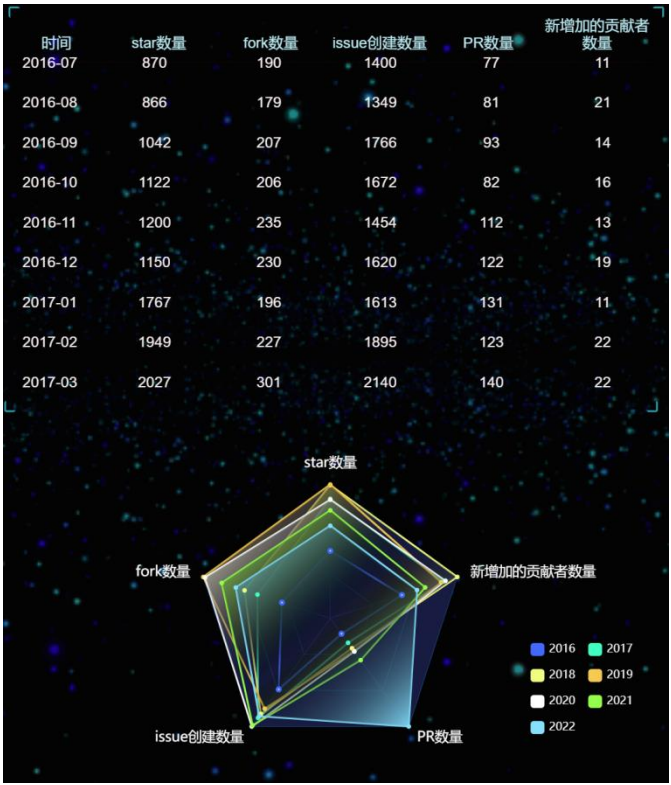 时间 star数量 fork数量 issue创建数量 PR数量 新增加的贡献者
数量
2016-07 870 190 1400 77 11
2016-08 866 179 1349 81 21
2016-09 1042 207 1766 93 14
2016-10 1122 206 1672 82 16
2016-11 1200 235 1454 112 13
2016-12 1150 230 1620 122 19
2017-01 1767 196 1613 131 11
2017-02 1949 227 1895 123 22
2017-03 2027 301 2140 140 22
star数量
fork数量 新增加的贡献者数量
issue创建数量 PR数量
2016 2017
2018 2019
2020 2021
2022